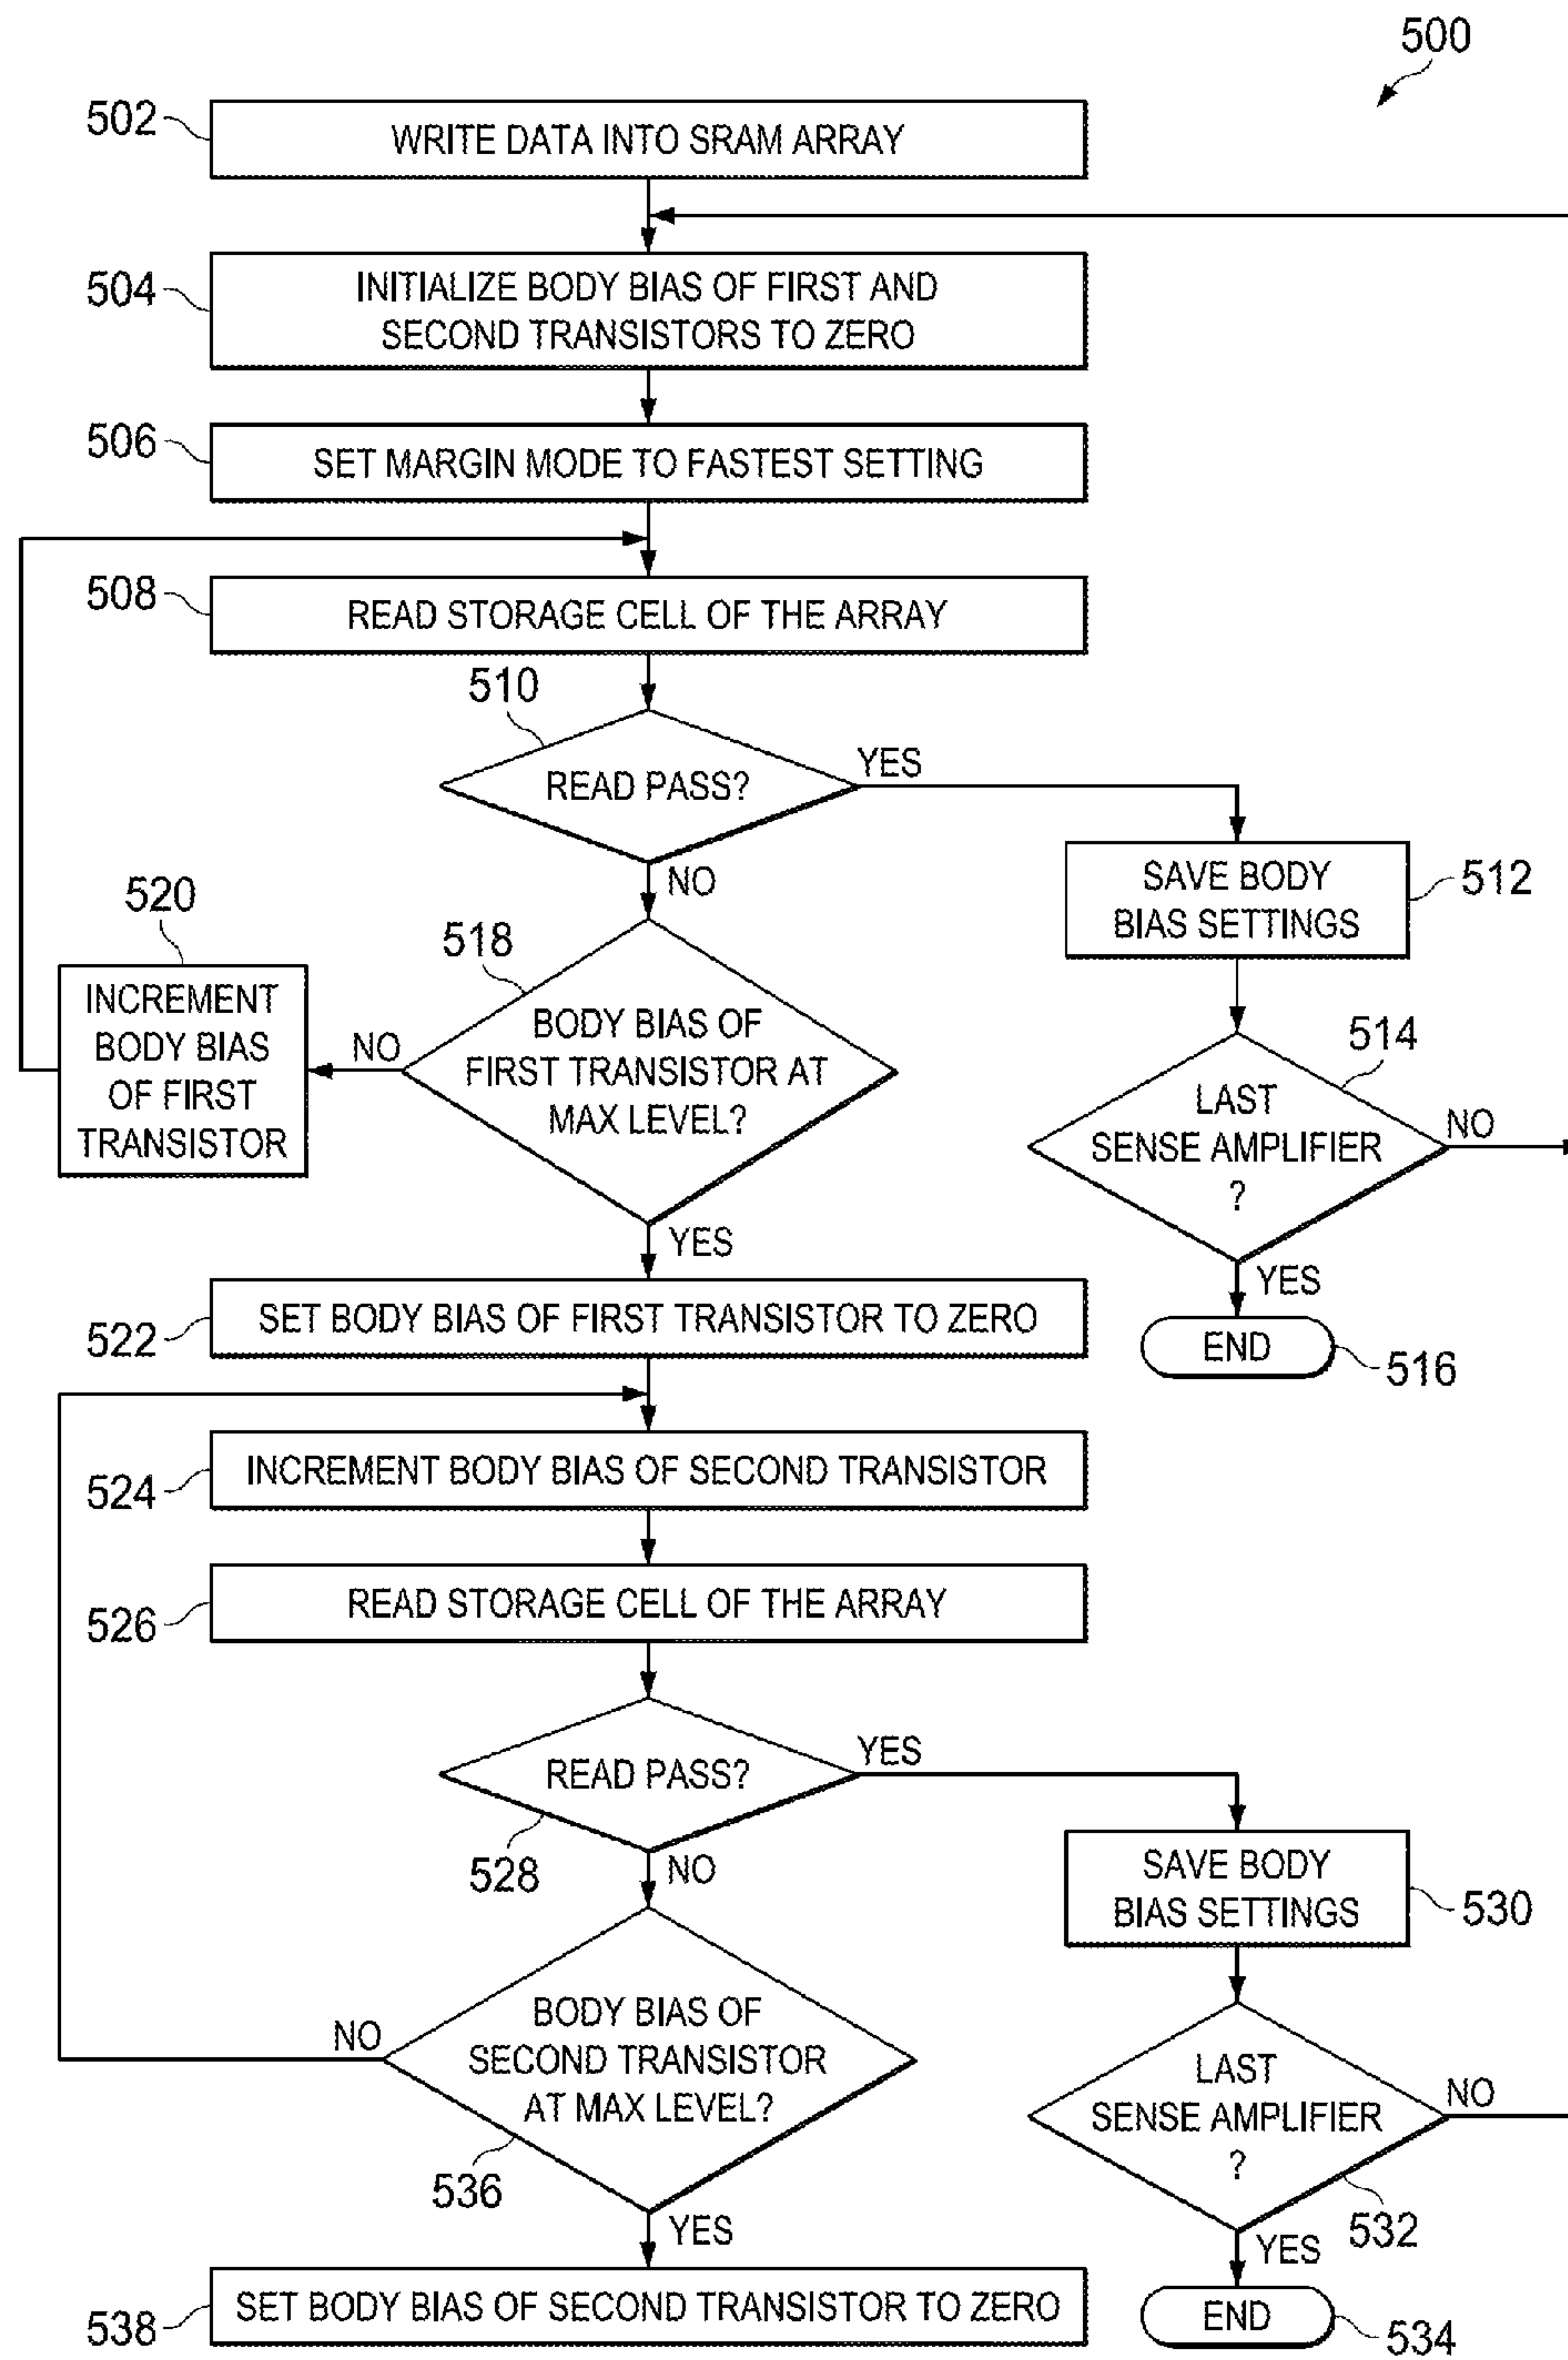 500
502
WRITE DATA INTO SRAM ARRAY
504
INITIALIZE BODY BIAS OF FIRST AND
SECOND TRANSISTORS TO ZERO
506
SET MARGIN MODE TO FASTEST SETTING
508
READ STORAGE CELL OF THE ARRAY
510
READ PASS?
YES
NO
SAVE BODY
BIAS SETTINGS
512
520
INCREMENT
BODY BIAS
OF FIRST
TRANSISTOR
NO
518
BODY BIAS OF
FIRST TRANSISTOR AT
MAX LEVEL?
YES
514
LAST
SENSE AMPLIFIER
?
NO
YES
END
516
522
SET BODY BIAS OF FIRST TRANSISTOR TO ZERO
524
INCREMENT BODY BIAS OF SECOND TRANSISTOR
526
READ STORAGE CELL OF THE ARRAY
READ PASS?
528
YES
NO
SAVE BODY
BIAS SETTINGS
530
NO
BODY BIAS OF
SECOND TRANSISTOR
AT MAX LEVEL?
536
YES
LAST
SENSE AMPLIFIER
?
NO
532
YES
538
SET BODY BIAS OF SECOND TRANSISTOR TO ZERO
END
534